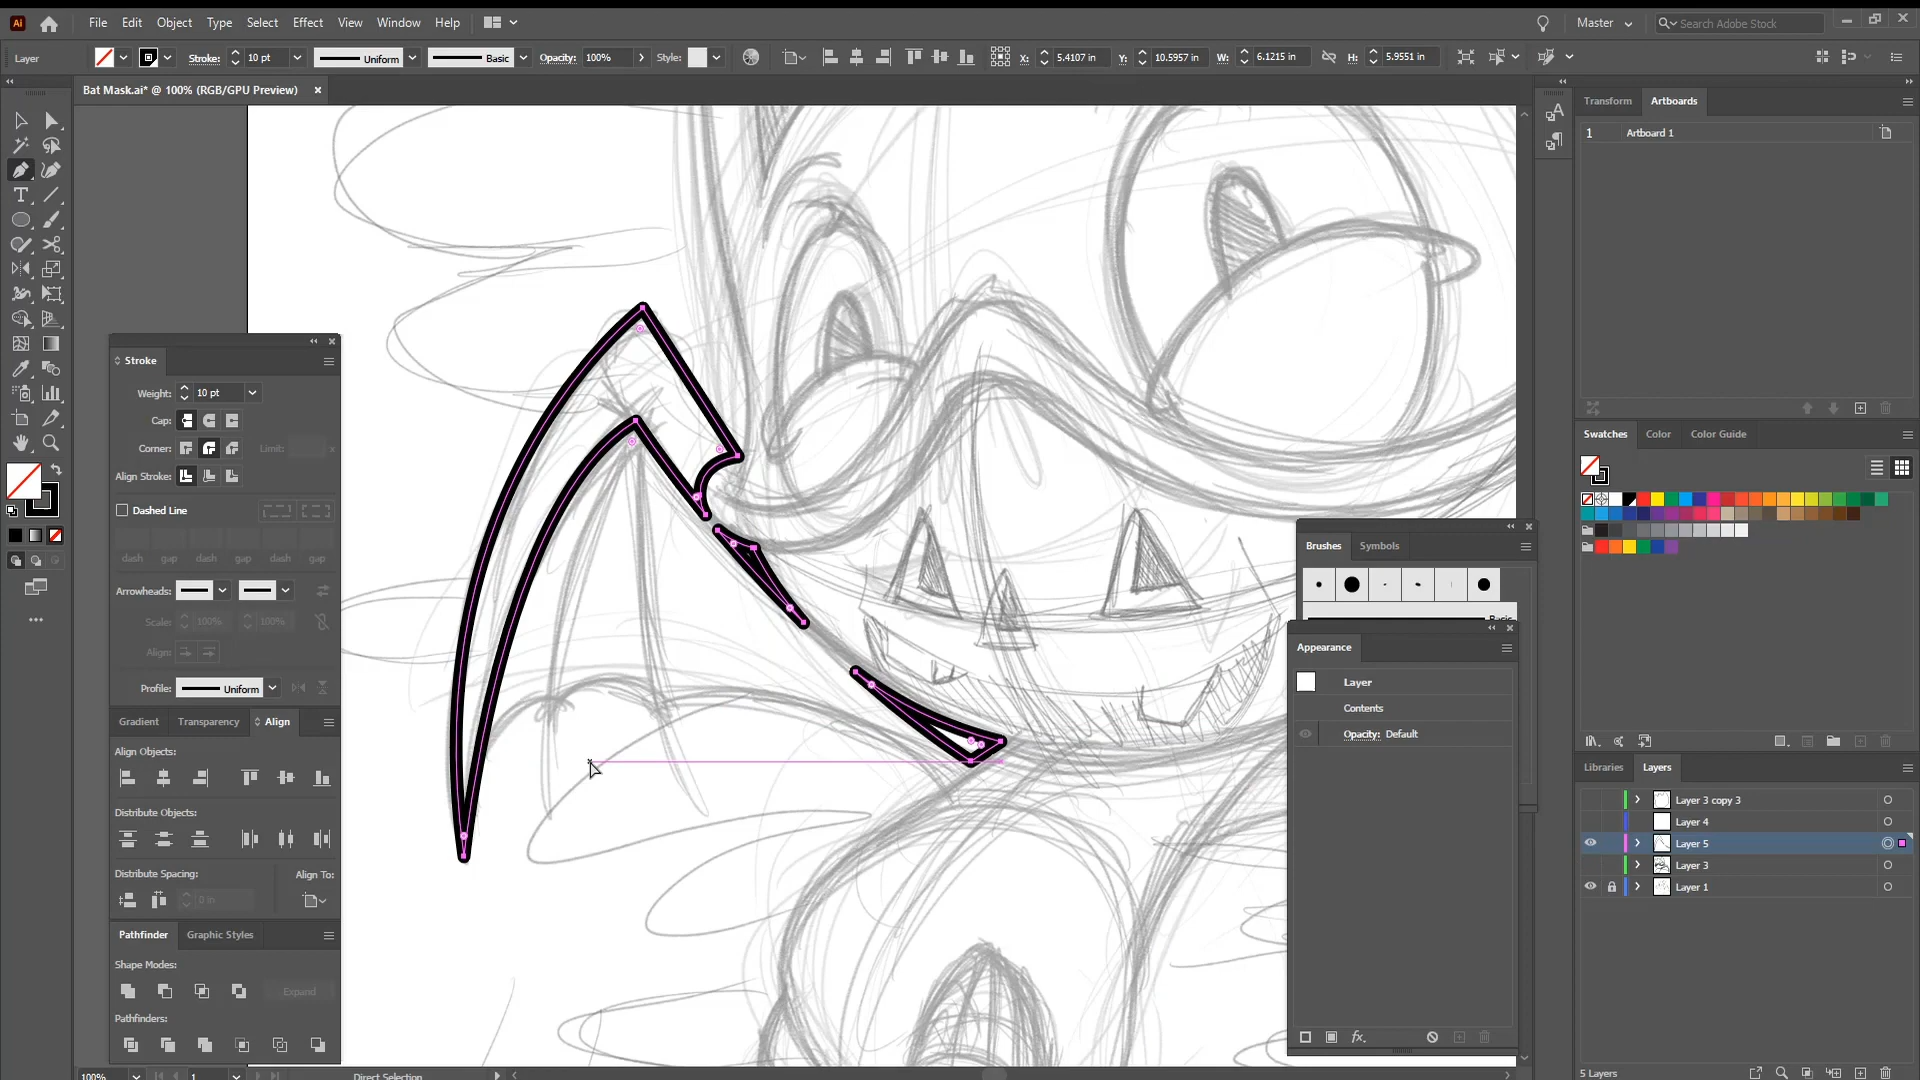 Ai File Edit Type Object Select Effect View Window Help Master Search Adobe Stock
Layer Stroke: 10 pt Uniform Basic Opacity: 100% Style: X: 5.4107 in Y: 10.5957 in W: 6.1215 in H: 5.9551 in
Bat Mask.ai* @ 100% (RGB/GPU Preview)
Transform Artboards
1 Artboard 1
Stroke
Weight: 10 pt
Cap:
Corner: Limit: x
Align Stroke:
Dashed Line
dash gap dash gap dash gap
Arrowheads:
Scale: 100% 100%
Align:
Profile: Uniform
Gradient Transparency Align
Align Objects:
Distribute Objects:
Distribute Spacing: Align To:
0 in
Pathfinder Graphic Styles
Shape Modes:
Expand
Pathfinders:
Swatches Color Color Guide
Brushes Symbols
Basic
Appearance
Layer
Contents
Opacity: Default
Libraries Layers
Layer 3 copy 3
Layer 4
Layer 5
Layer 3
Layer 1
5 Layers
100% 1 Direct Selection